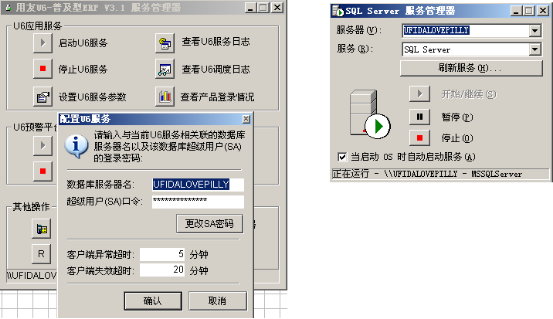 用友U6-普及型ERP V3.1 服务管理器
U6应用服务
启动U6服务
查看U6服务日志
停止U6服务
查看U6调度日志
设置U6服务参数
查看产品登录情况
U6预警平台
其他操作
R
\\UFIDALOV
配置U6服务
请输入与当前U6服务相关联的数据库
服务器名以及该数据库超级用户(SA)
的登录密码:
数据库服务器名:
UFIDALOVEPILLY
超级用户(SA)口令:
**************
更改SA密码
客户端异常超时:
5
分钟
客户端失效超时:
20
分钟
确认
取消
SQL Server 服务管理器
服务器(V):
UFIDALOVEPILLY
服务(R):
SQL Server
刷新服务(H)...
开始/继续(S)
暂停(P)
停止(O)
当启动 OS 时自动启动服务(A)
正在运行 - \\UFIDALOVEPILLY - MSSQLServer